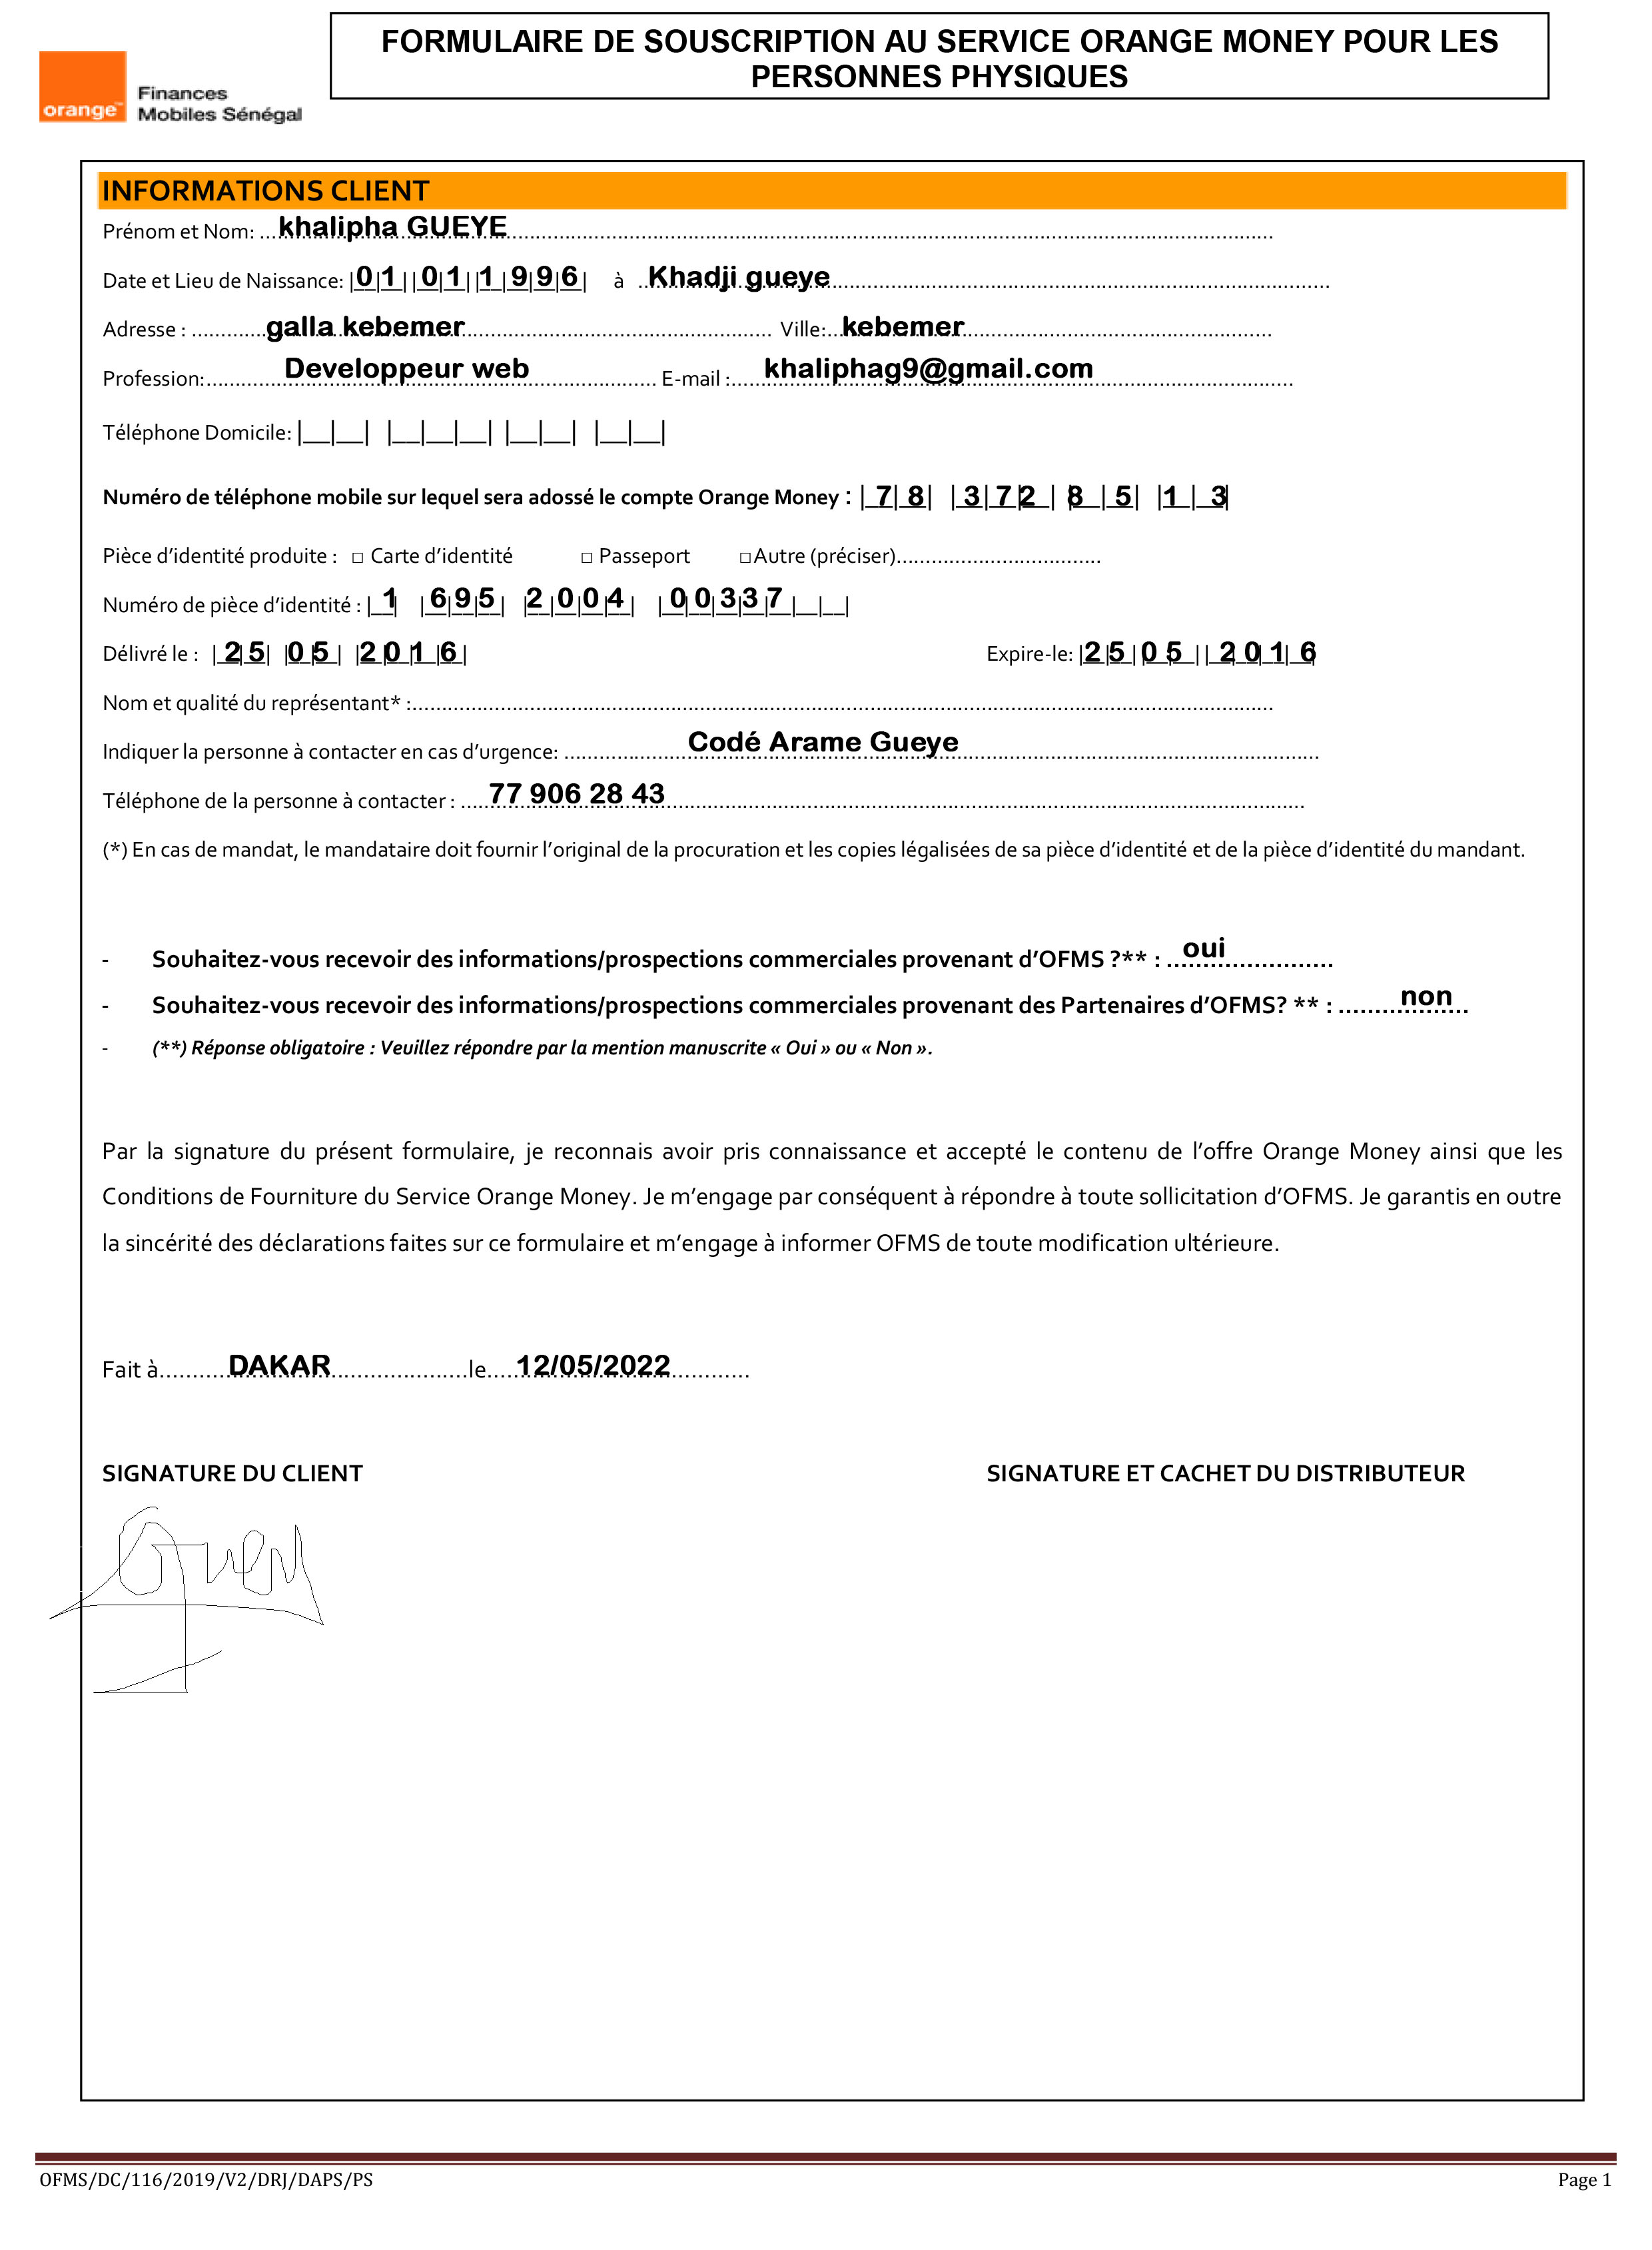 FORMULAIRE DE SOUSCRIPTION AU SERVICE ORANGE MONEY POUR LES
PERSONNES PHYSIQUES
orange™ Finances
Mobiles Sénégal
INFORMATIONS CLIENT
Prénom et Nom: khalipha GUEYE
Date et Lieu de Naissance: |0|1| |0|1| |1|9|9|6| à Khadji gueye
Adresse : galla kebemer Ville: kebemer
Profession: Developpeur web E-mail : khaliphag9@gmail.com
Téléphone Domicile: |__|__| |__|__|__| |__|__| |__|__|
Numéro de téléphone mobile sur lequel sera adossé le compte Orange Money : |7|8| |3|7|2| |8|5| |1|3|
Pièce d’identité produite : □ Carte d’identité □ Passeport □ Autre (préciser)...................................
Numéro de pièce d’identité : |1| |6|9|5| |2|0|0|4| |0|0|3|3|7|__|__|
Délivré le : |2|5| |0|5| |2|0|1|6| Expire-le: |2|5| |0|5| |2|0|1|6|
Nom et qualité du représentant* :...................................
Indiquer la personne à contacter en cas d’urgence: Codé Arame Gueye
Téléphone de la personne à contacter : 77 906 28 43
(*) En cas de mandat, le mandataire doit fournir l’original de la procuration et les copies légalisées de sa pièce d’identité et de la pièce d’identité du mandant.
- Souhaitez-vous recevoir des informations/prospections commerciales provenant d’OFMS ?** : oui
- Souhaitez-vous recevoir des informations/prospections commerciales provenant des Partenaires d’OFMS? ** : non
- (**) Réponse obligatoire : Veuillez répondre par la mention manuscrite « Oui » ou « Non ».
Par la signature du présent formulaire, je reconnais avoir pris connaissance et accepté le contenu de l’offre Orange Money ainsi que les
Conditions de Fourniture du Service Orange Money. Je m’engage par conséquent à répondre à toute sollicitation d’OFMS. Je garantis en outre
la sincérité des déclarations faites sur ce formulaire et m’engage à informer OFMS de toute modification ultérieure.
Fait à DAKAR le 12/05/2022
SIGNATURE DU CLIENT SIGNATURE ET CACHET DU DISTRIBUTEUR
OFMS/DC/116/2019/V2/DRJ/DAPS/PS Page 1